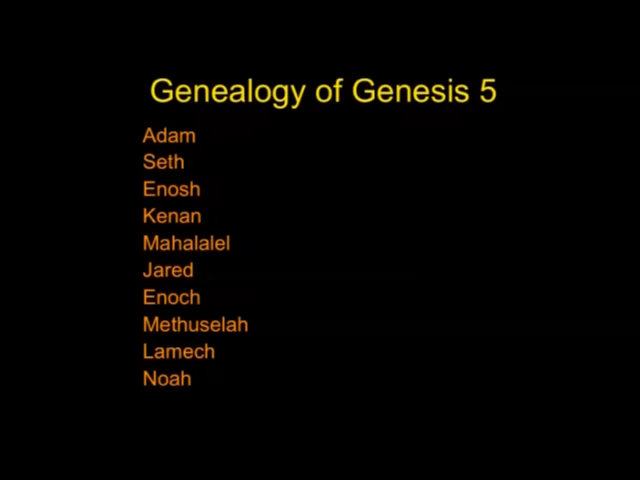 Genealogy of Genesis 5
Adam
Seth
Enosh
Kenan
Mahalalel
Jared
Enoch
Methuselah
Lamech
Noah